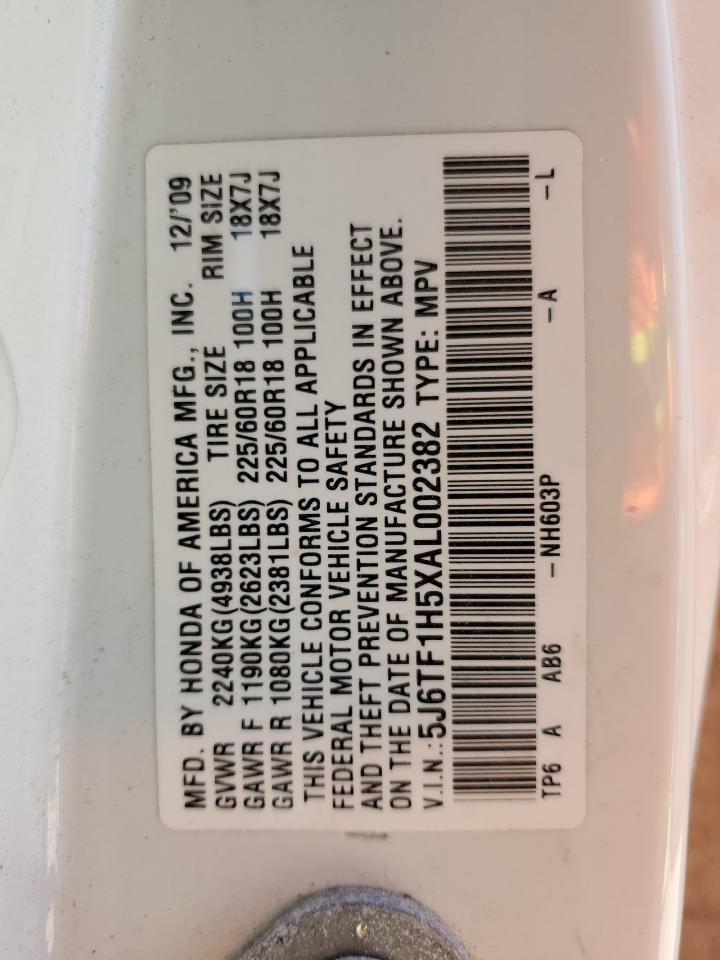 MFD. BY HONDA OF AMERICA MFG., INC. 12/'09
GVWR 2240KG(4938LBS) TIRE SIZE RIM SIZE
GAWR F 1190KG(2623LBS) 225/60R18 100H 18X7J
GAWR R 1080KG(2381LBS) 225/60R18 100H 18X7J
THIS VEHICLE CONFORMS TO ALL APPLICABLE
FEDERAL MOTOR VEHICLE SAFETY
AND THEFT PREVENTION STANDARDS IN EFFECT
ON THE DATE OF MANUFACTURE SHOWN ABOVE.
V.I.N.:5J6TF1H5XAL002382 TYPE: MPV
TP6 A AB6 -NH603P -A -L